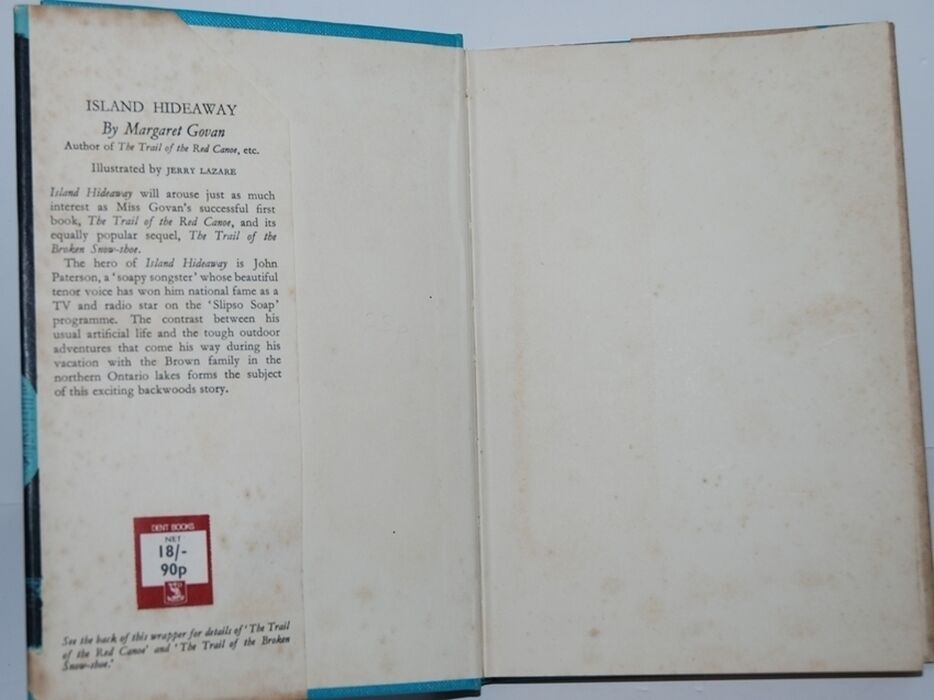 ISLAND HIDEAWAY
By Margaret Govan
Author of The Trail of the Red Canoe, etc.
Illustrated by JERRY LAZARE
Island Hideaway will arouse just as much
interest as Miss Govan's successful first
book, The Trail of the Red Canoe, and its
equally popular sequel, The Trail of the
Broken Snow-shoe.
The hero of Island Hideaway is John
Paterson, a 'soapy songster' whose beautiful
tenor voice has won him national fame as a
TV and radio star on the 'Slipso Soap'
programme. The contrast between his
usual artificial life and the tough outdoor
adventures that come his way during his
vacation with the Brown family in the
northern Ontario lakes forms the subject
of this exciting backwoods story.
DENT BOOKS
NET
18/-
90p
See the back of this wrapper for details of 'The Trail
of the Red Canoe' and 'The Trail of the Broken
Snow-shoe.'